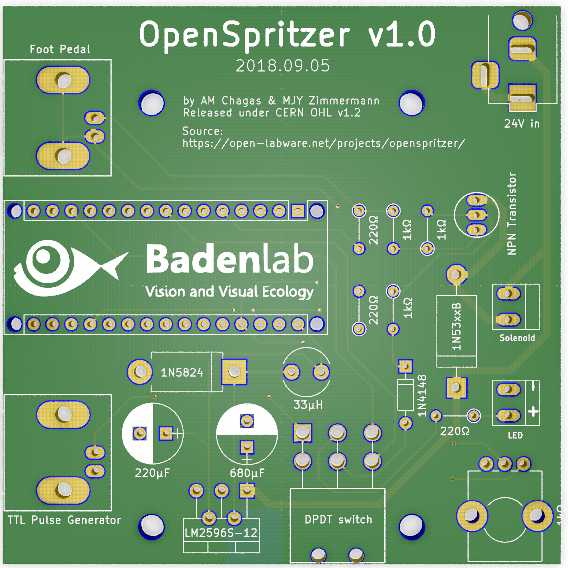 OpenSpritzer v1.0
2018.09.05
Foot Pedal
by AM Chagas & MJY Zimmermann
Released under CERN OHL v1.2
Source:
https://open-labware.net/projects/openspritzer/
24V in
NPN Transistor
220Ω
1kΩ
1kΩ
Badenlab
Vision and Visual Ecology
220Ω
1kΩ
1N53xxB
Solenoid
1N5824
33µH
1N4148
-
+
LED
220Ω
220µF
680µF
TTL Pulse Generator
LM2596S-12
DPDT switch